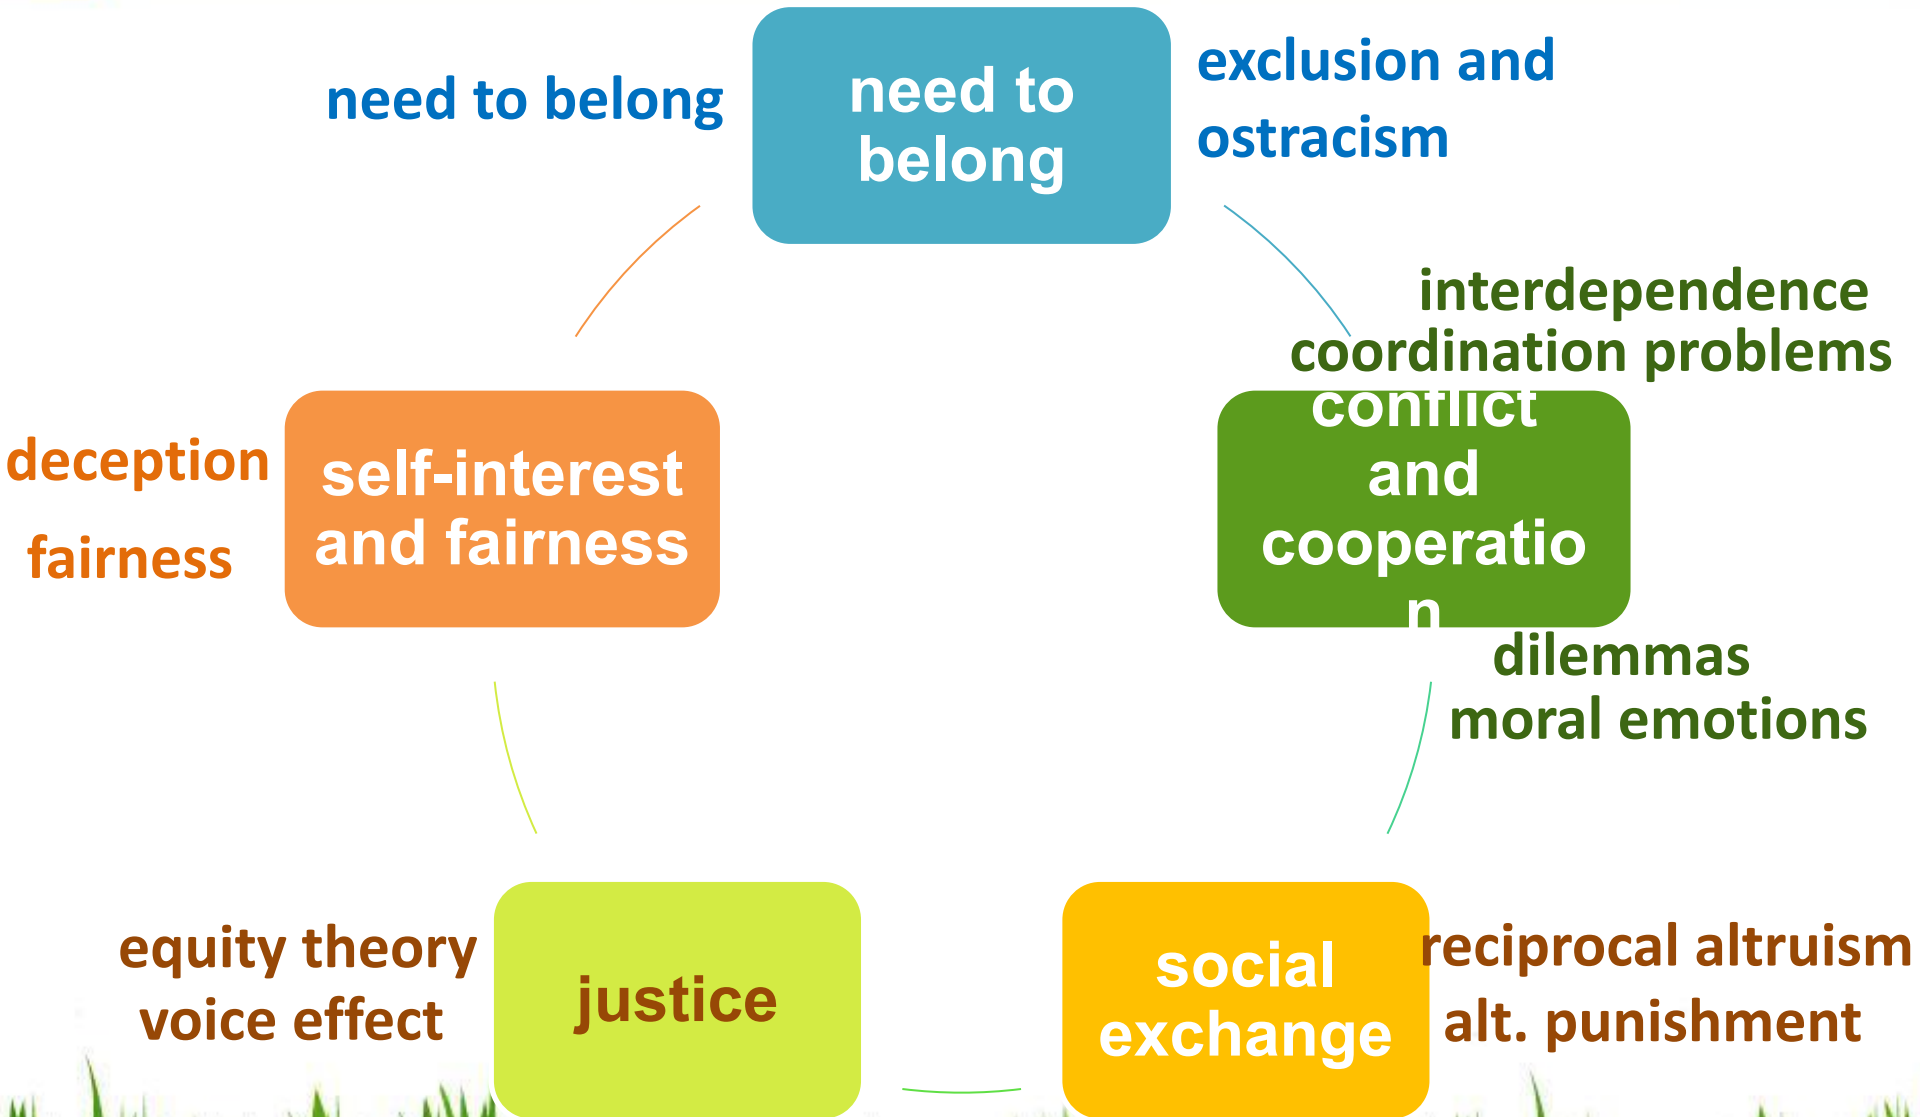 need to belong
need to
belong
exclusion and
ostracism
interdependence
coordination problems
conflict
and
cooperatio
n
dilemmas
moral emotions
deception
fairness
self-interest
and fairness
equity theory
voice effect
justice
social
exchange
reciprocal altruism
alt. punishment